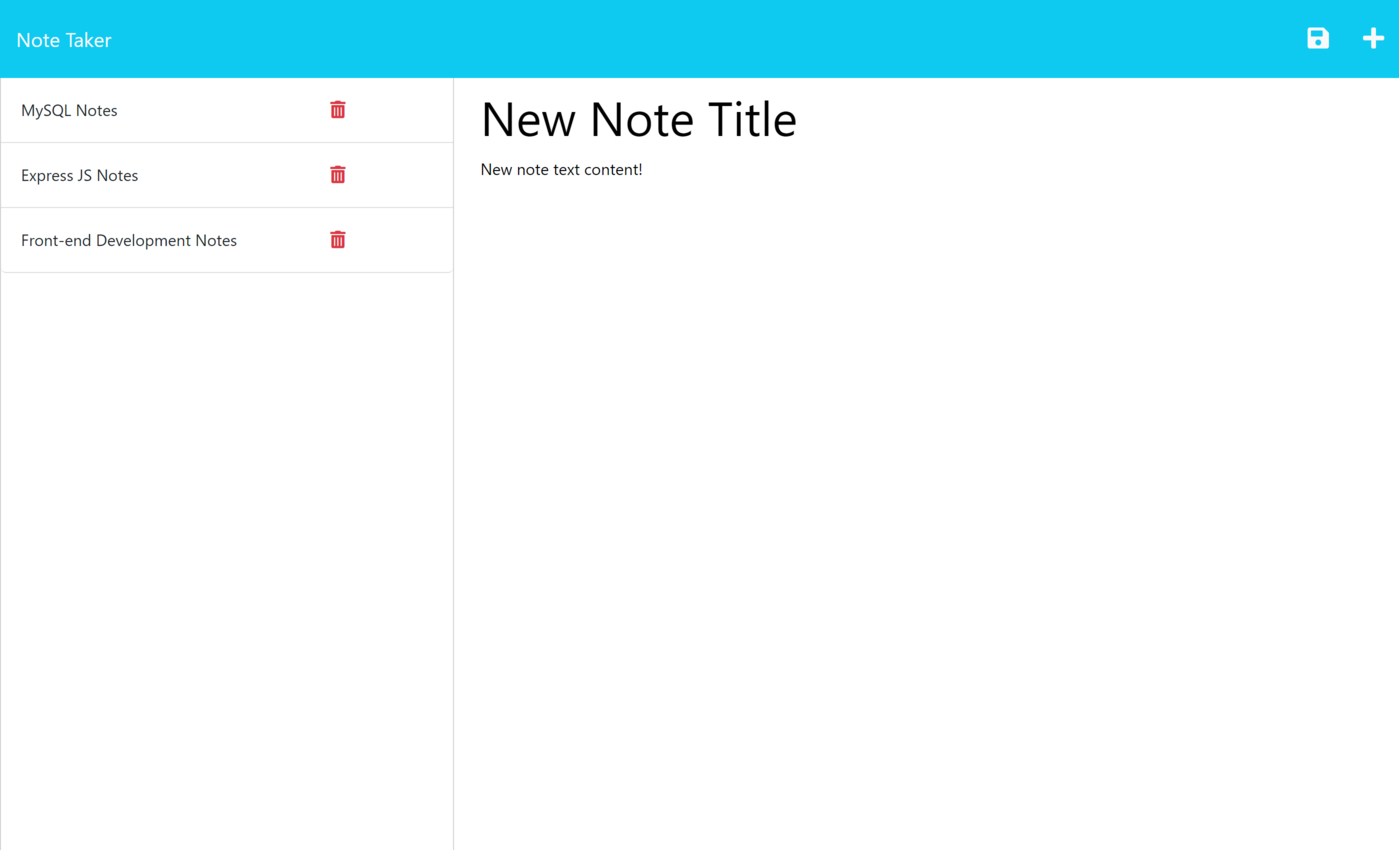 Note Taker
MySQL Notes
Express JS Notes
Front-end Development Notes
New Note Title
New note text content!